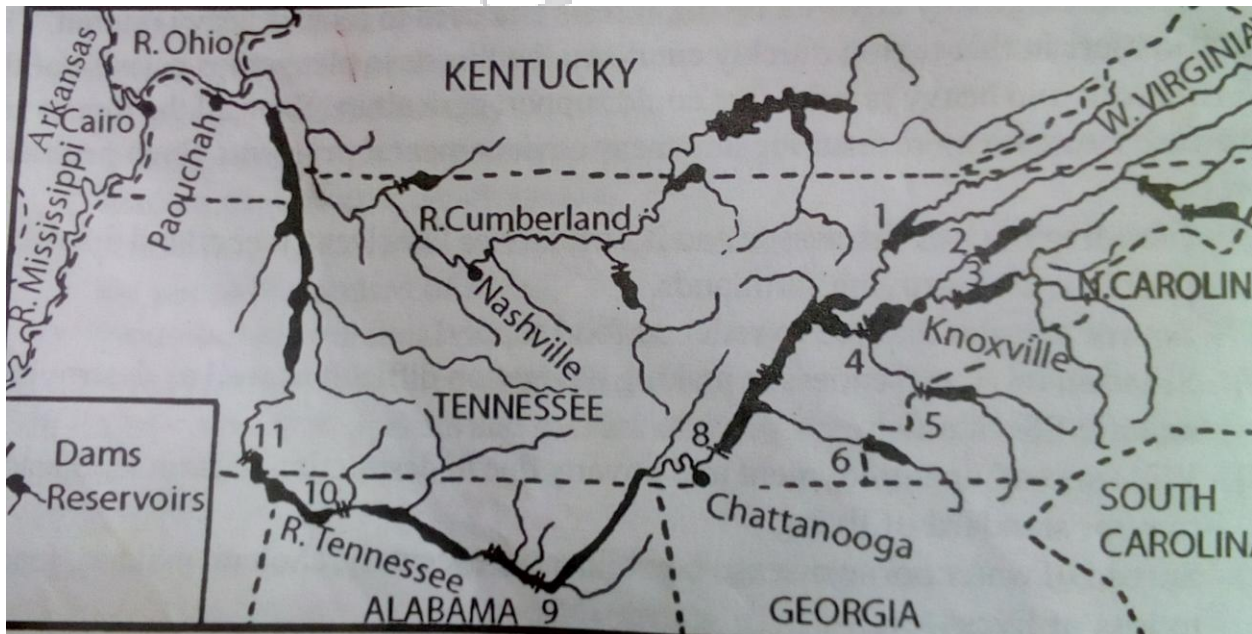 Arkansas
R. Mississippi
R. Ohio
Cairo
Paouchah
KENTUCKY
W. VIRGINIA
R.Cumberland
Nashville
1
2
3
N.CAROLIN
Knoxville
4
TENNESSEE
5
6
8
11
10
Chattanooga
SOUTH
CAROLINA
R. Tennessee
ALABAMA
9
GEORGIA
Dams
Reservoirs